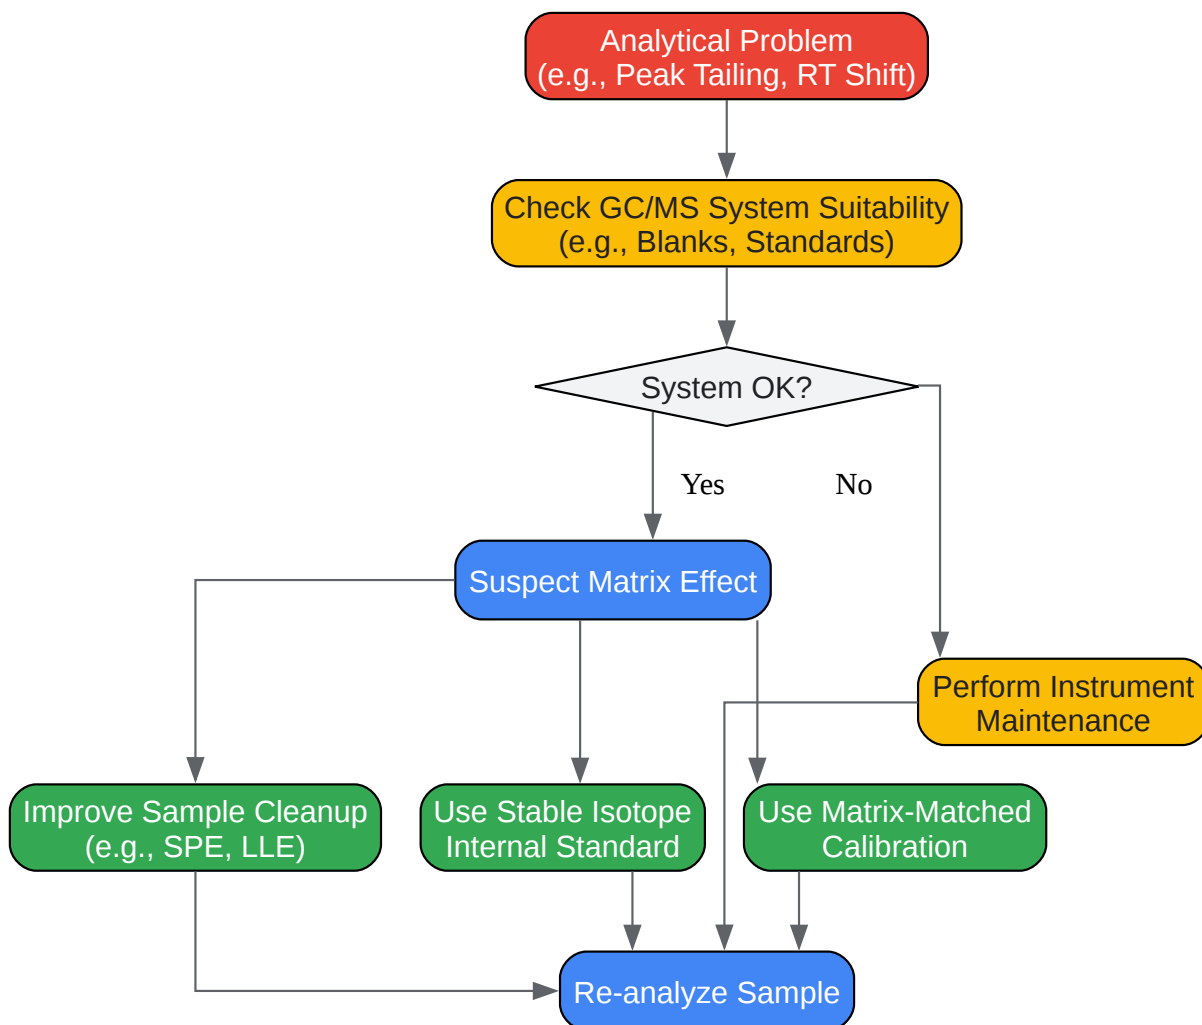 Analytical Problem
(e.g., Peak Tailing, RT Shift)
Check GC/MS System Suitability
(e.g., Blanks, Standards)
System OK?
Yes
No
Suspect Matrix Effect
Perform Instrument
Maintenance
Improve Sample Cleanup
(e.g., SPE, LLE)
Use Stable Isotope
Internal Standard
Use Matrix-Matched
Calibration
Re-analyze Sample